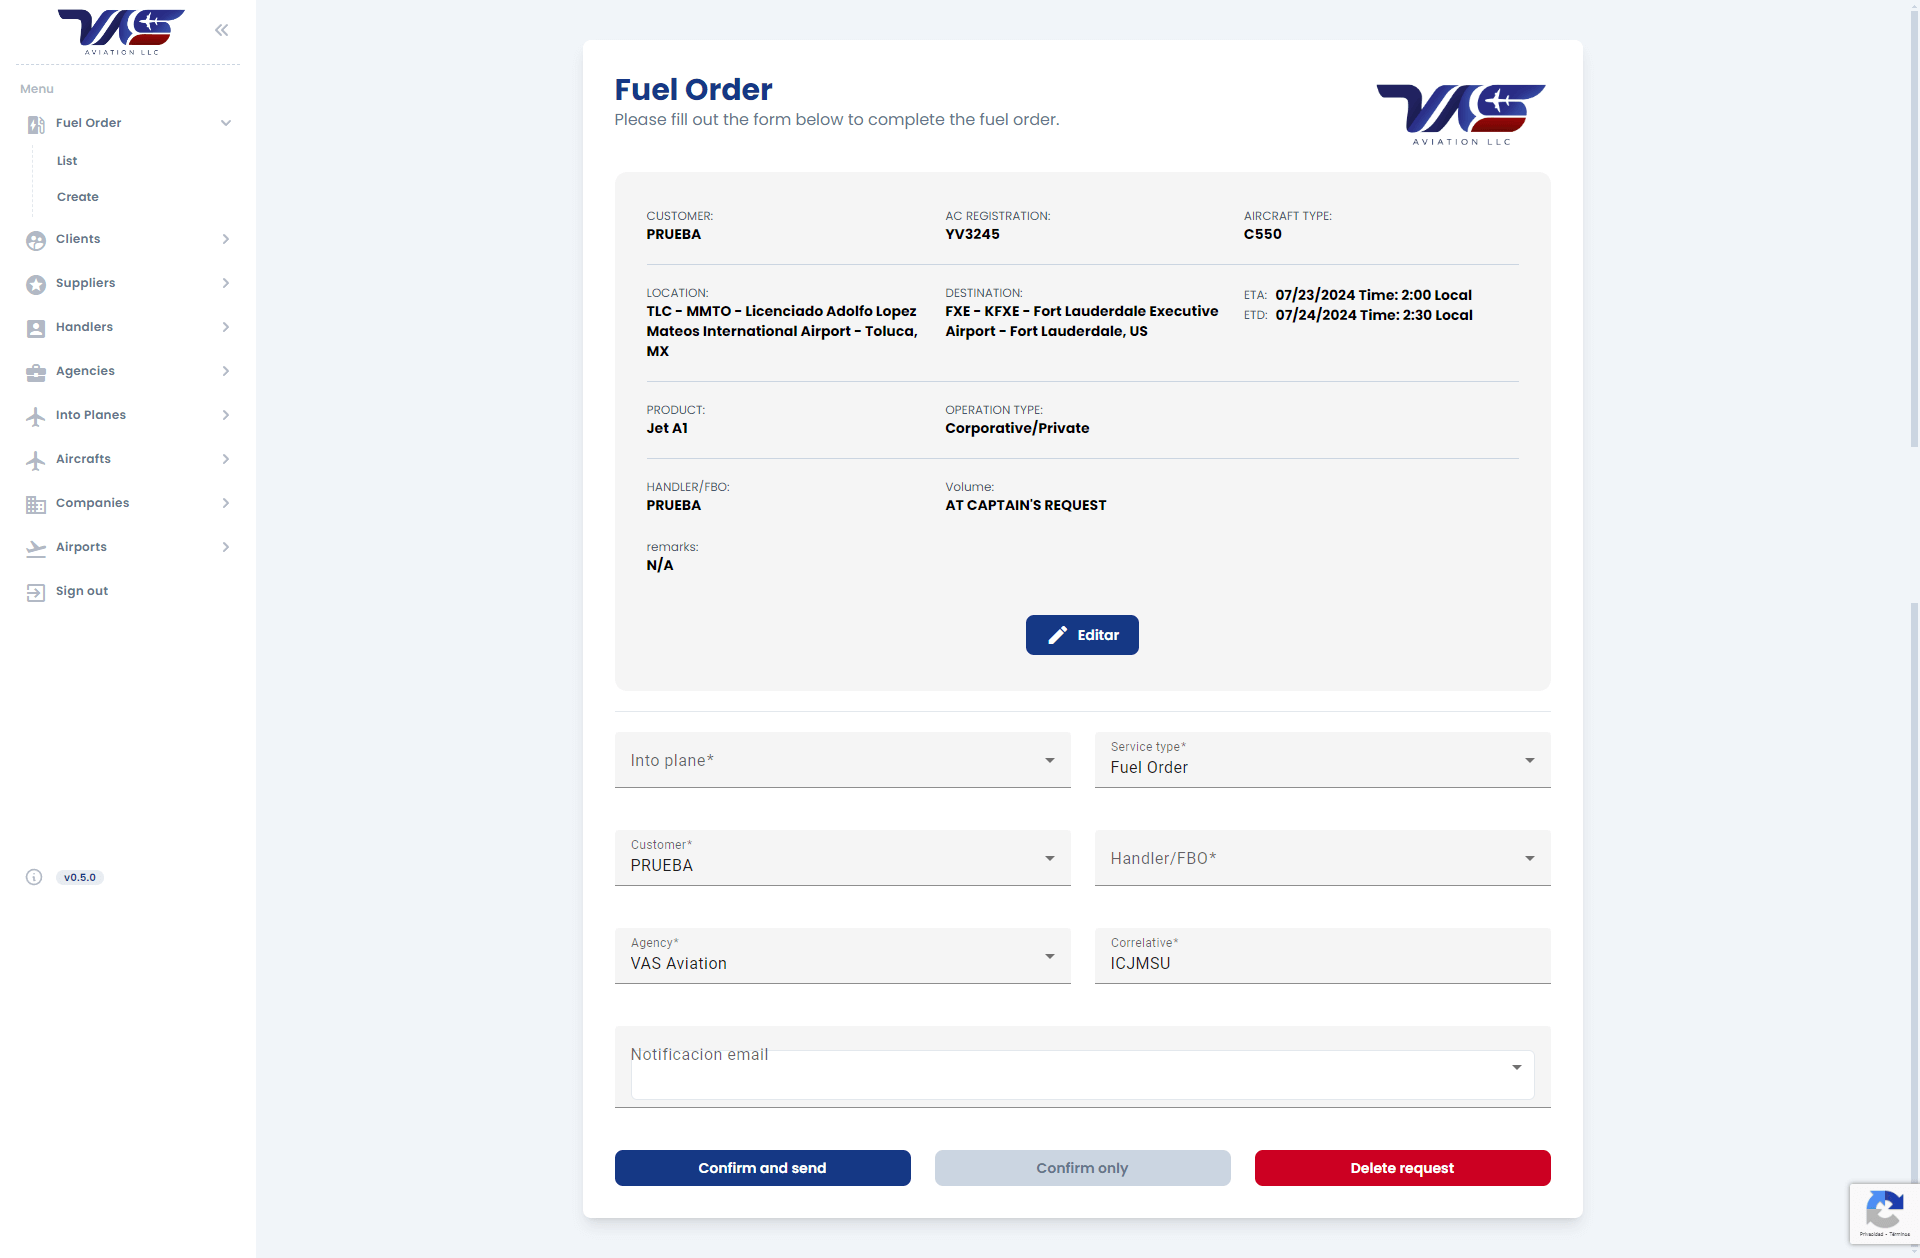 VAS
AVIATION LLC
Menu
Fuel Order
List
Create
Clients
Suppliers
Handlers
Agencies
Into Planes
Aircrafts
Companies
Airports
Sign out
v0.5.0
Fuel Order
Please fill out the form below to complete the fuel order.
VAS
AVIATION LLC
CUSTOMER:
PRUEBA
AC REGISTRATION:
YV3245
AIRCRAFT TYPE:
C550
LOCATION:
TLC - MMTO - Licenciado Adolfo Lopez
Mateos International Airport - Toluca,
MX
DESTINATION:
FXE - KFXE - Fort Lauderdale Executive
Airport - Fort Lauderdale, US
ETA: 07/23/2024 Time: 2:00 Local
ETD: 07/24/2024 Time: 2:30 Local
PRODUCT:
Jet A1
OPERATION TYPE:
Corporative/Private
HANDLER/FBO:
PRUEBA
Volume:
AT CAPTAIN'S REQUEST
remarks:
N/A
Editar
Into plane*
Service type*
Fuel Order
Customer*
PRUEBA
Handler/FBO*
Agency*
VAS Aviation
Correlative*
ICJMSU
Notificacion email
Confirm and send
Confirm only
Delete request
Privacidad - Términos